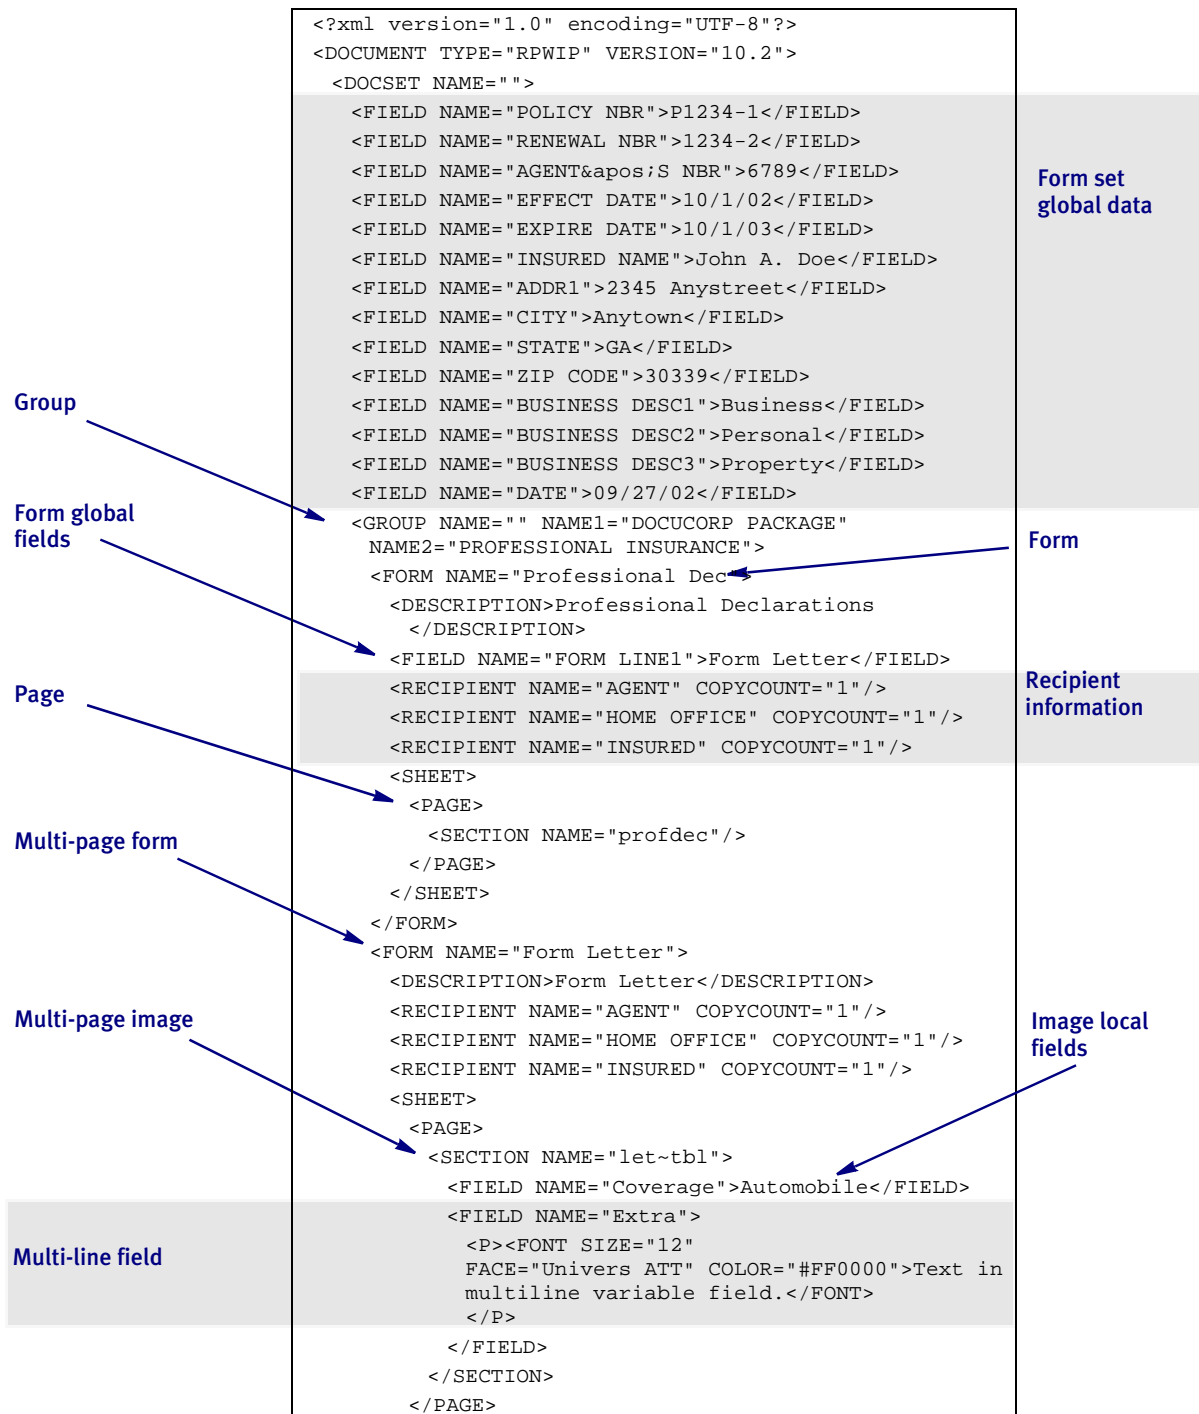 <?xml version="1.0" encoding="UTF-8"?>
<DOCUMENT TYPE="RPWIP" VERSION="10.2">
<DOCSET NAME="">
<FIELD NAME="POLICY NBR">P1234-1</FIELD>
<FIELD NAME="RENEWAL NBR">1234-2</FIELD>
<FIELD NAME="AGENT&apos;S NBR">6789</FIELD>
<FIELD NAME="EFFECT DATE">10/1/02</FIELD>
<FIELD NAME="EXPIRE DATE">10/1/03</FIELD>
<FIELD NAME="INSURED NAME">John A. Doe</FIELD>
<FIELD NAME="ADDR1">2345 Anystreet</FIELD>
<FIELD NAME="CITY">Anytown</FIELD>
<FIELD NAME="STATE">GA</FIELD>
<FIELD NAME="ZIP CODE">30339</FIELD>
<FIELD NAME="BUSINESS DESC1">Business</FIELD>
<FIELD NAME="BUSINESS DESC2">Personal</FIELD>
<FIELD NAME="BUSINESS DESC3">Property</FIELD>
<FIELD NAME="DATE">09/27/02</FIELD>
<GROUP NAME="" NAME1="DOCUCORP PACKAGE"
NAME2="PROFESSIONAL INSURANCE">
<FORM NAME="Professional Dec">
<DESCRIPTION>Professional Declarations
</DESCRIPTION>
<FIELD NAME="FORM LINE1">Form Letter</FIELD>
<RECIPIENT NAME="AGENT" COPYCOUNT="1"/>
<RECIPIENT NAME="HOME OFFICE" COPYCOUNT="1"/>
<RECIPIENT NAME="INSURED" COPYCOUNT="1"/>
<SHEET>
<PAGE>
<SECTION NAME="profdec"/>
</PAGE>
</SHEET>
</FORM>
<FORM NAME="Form Letter">
<DESCRIPTION>Form Letter</DESCRIPTION>
<RECIPIENT NAME="AGENT" COPYCOUNT="1"/>
<RECIPIENT NAME="HOME OFFICE" COPYCOUNT="1"/>
<RECIPIENT NAME="INSURED" COPYCOUNT="1"/>
<SHEET>
<PAGE>
<SECTION NAME="let~tbl">
<FIELD NAME="Coverage">Automobile</FIELD>
<FIELD NAME="Extra">
<P><FONT SIZE="12"
FACE="Univers ATT" COLOR="#FF0000">Text in
multiline variable field.</FONT>
</P>
</FIELD>
</SECTION>
</PAGE>
Group
Form global
fields
Page
Multi-page form
Multi-page image
Multi-line field
Form set
global data
Form
Recipient
information
Image local
fields